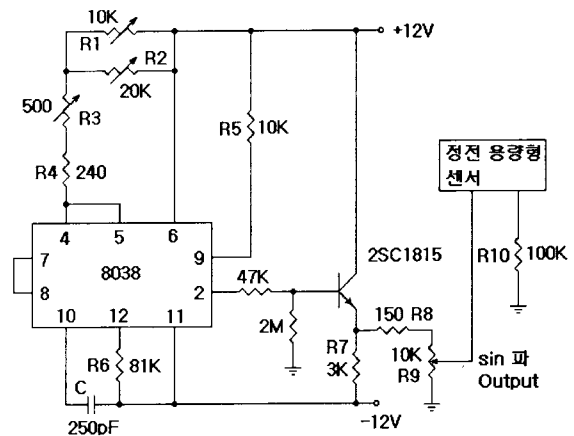 10K
R1
+12V
R2
20K
500
R3
R5
10K
정전 용량형
센서
R4
240
4
5
6
7
9
8038
8
2
47K
2SC1815
R10
100K
10
12
11
2M
150
R8
R6
81K
R7
3K
10K
R9
sin 파
Output
C
250pF
-12V